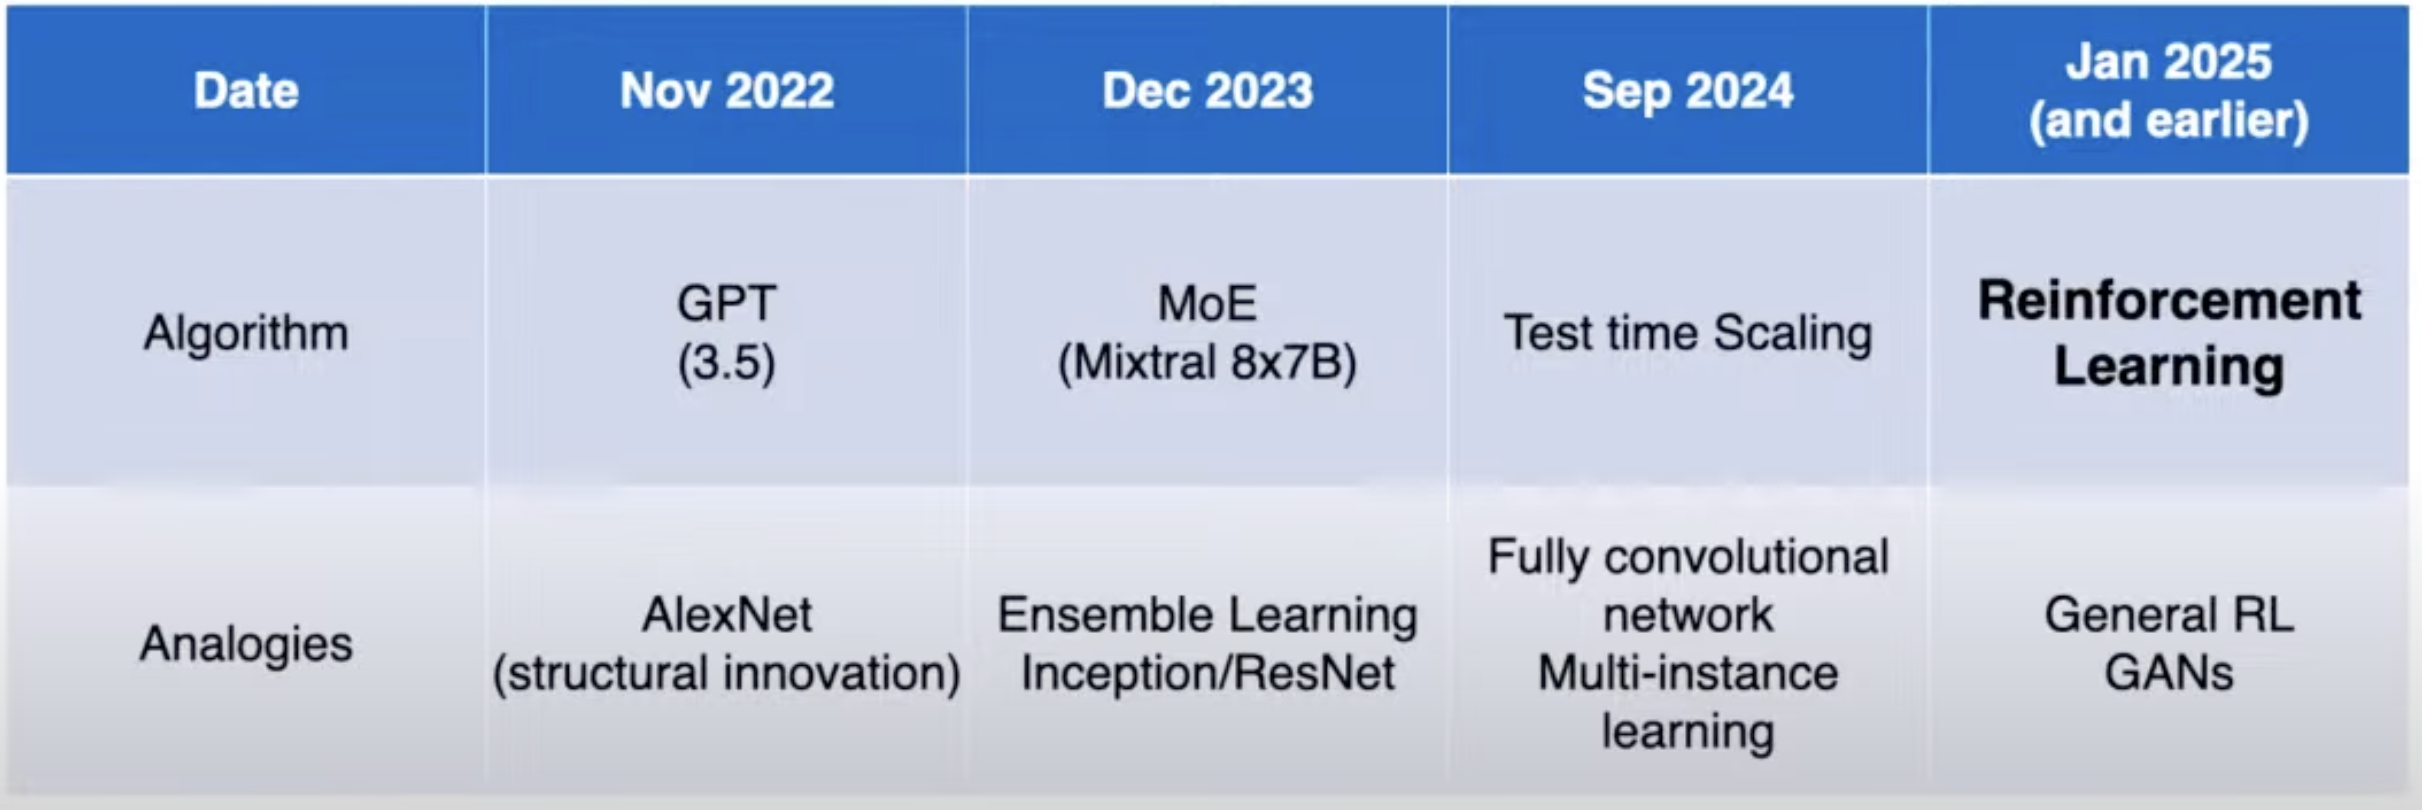 Date
Nov 2022
Dec 2023
Sep 2024
Jan 2025
(and earlier)
Algorithm
GPT
(3.5)
MoE
(Mixtral 8x7B)
Test time Scaling
Reinforcement
Learning
Analogies
AlexNet
(structural innovation)
Ensemble Learning
Inception/ResNet
Fully convolutional
network
Multi-instance
learning
General RL
GANs